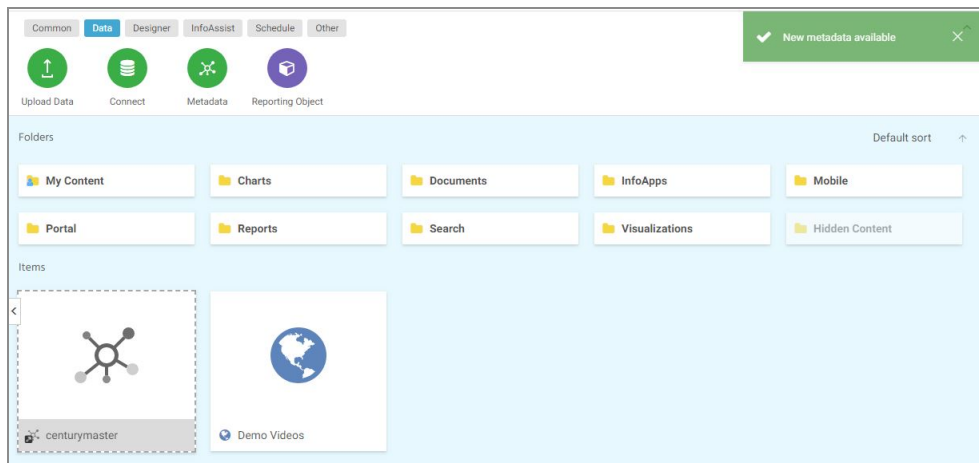 Common Data Designer InfoAssist Schedule Other
New metadata available
Upload Data Connect Metadata Reporting Object
Folders Default sort
My Content Charts Documents InfoApps Mobile
Portal Reports Search Visualizations Hidden Content
Items
centurymaster Demo Videos